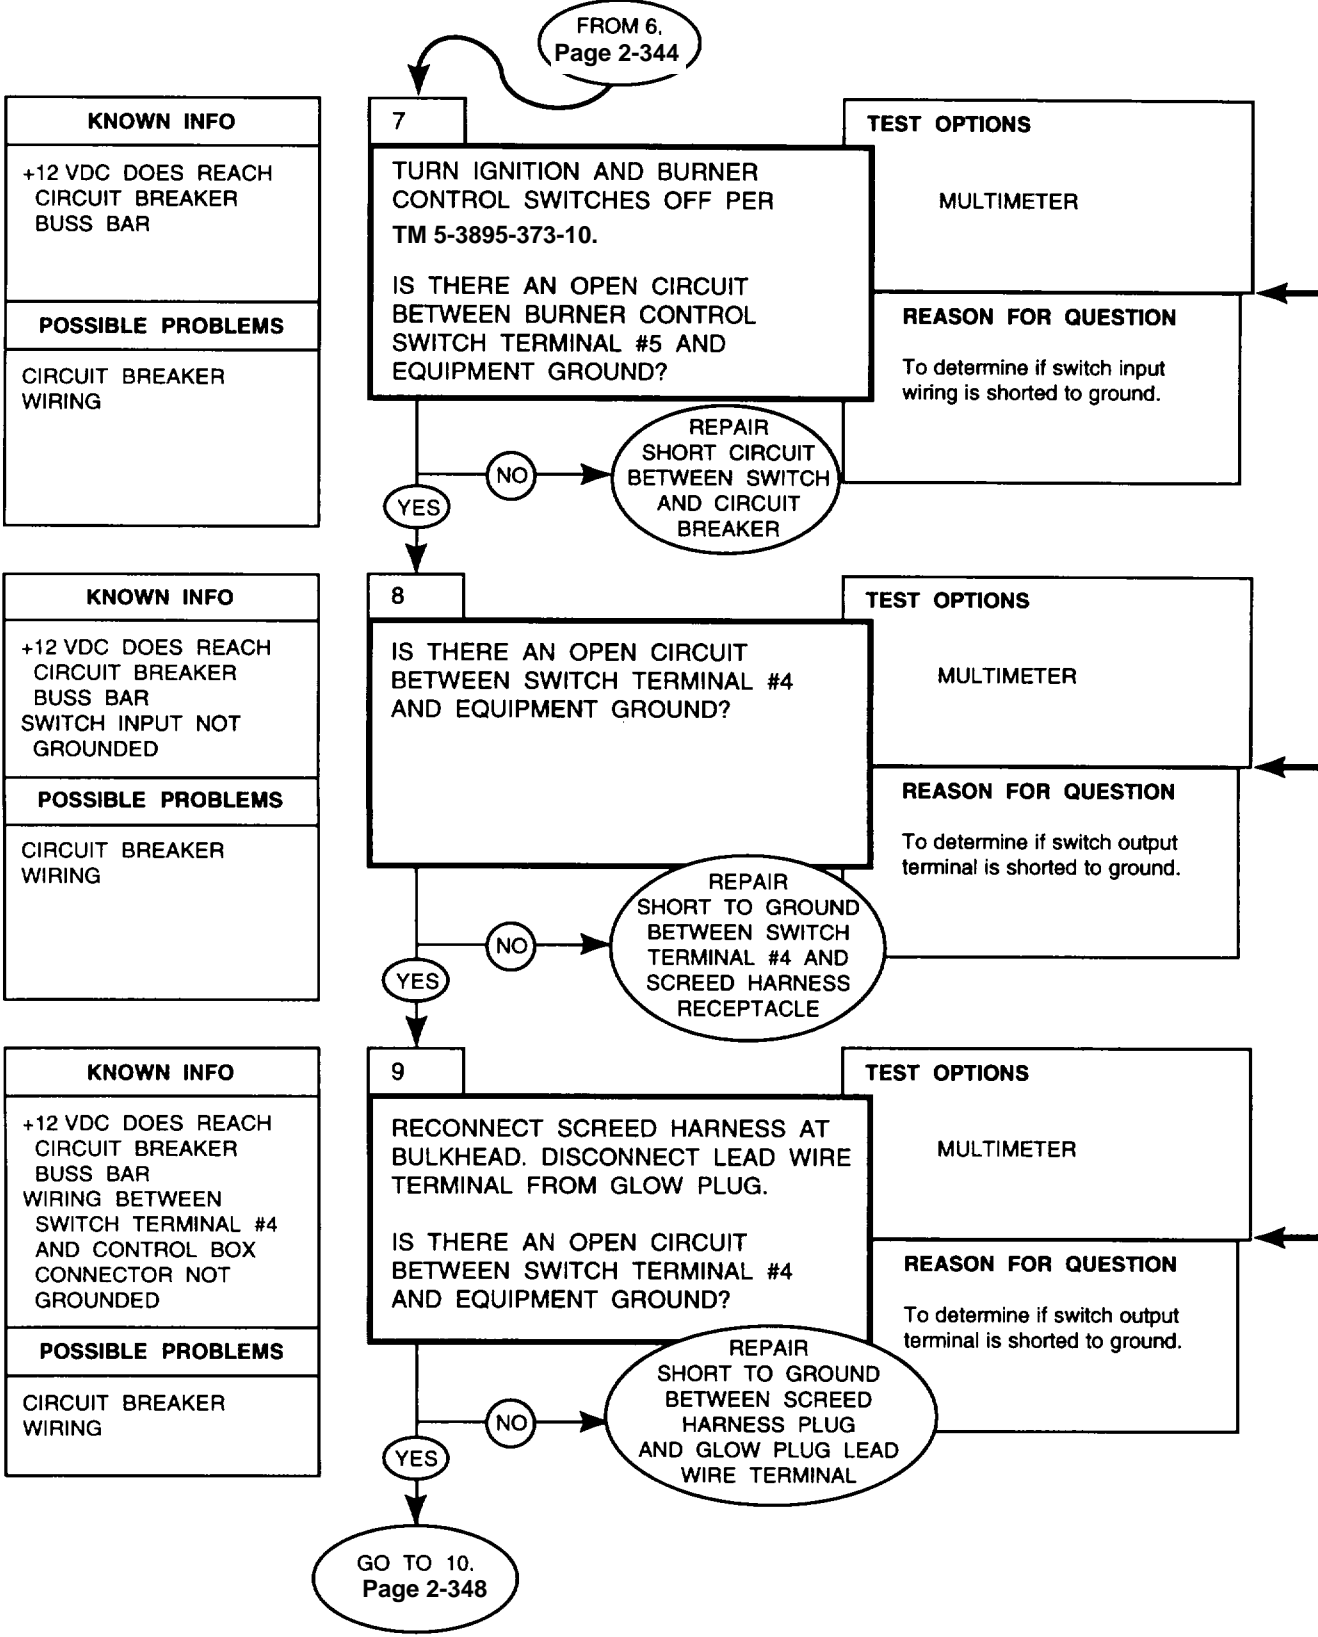 FROM 6,
Page 2-344
KNOWN INFO
+12 VDC DOES REACH
CIRCUIT BREAKER
BUSS BAR
POSSIBLE PROBLEMS
CIRCUIT BREAKER
WIRING
7
TURN IGNITION AND BURNER
CONTROL SWITCHES OFF PER
TM 5-3895-373-10.
IS THERE AN OPEN CIRCUIT
BETWEEN BURNER CONTROL
SWITCH TERMINAL #5 AND
EQUIPMENT GROUND?
TEST OPTIONS
MULTIMETER
REASON FOR QUESTION
To determine if switch input
wiring is shorted to ground.
NO
REPAIR
SHORT CIRCUIT
BETWEEN SWITCH
AND CIRCUIT
BREAKER
YES
KNOWN INFO
+12 VDC DOES REACH
CIRCUIT BREAKER
BUSS BAR
SWITCH INPUT NOT
GROUNDED
POSSIBLE PROBLEMS
CIRCUIT BREAKER
WIRING
8
IS THERE AN OPEN CIRCUIT
BETWEEN SWITCH TERMINAL #4
AND EQUIPMENT GROUND?
TEST OPTIONS
MULTIMETER
REASON FOR QUESTION
To determine if switch output
terminal is shorted to ground.
NO
REPAIR
SHORT TO GROUND
BETWEEN SWITCH
TERMINAL #4 AND
SCREED HARNESS
RECEPTACLE
YES
KNOWN INFO
+12 VDC DOES REACH
CIRCUIT BREAKER
BUSS BAR
WIRING BETWEEN
SWITCH TERMINAL #4
AND CONTROL BOX
CONNECTOR NOT
GROUNDED
POSSIBLE PROBLEMS
CIRCUIT BREAKER
WIRING
9
RECONNECT SCREED HARNESS AT
BULKHEAD. DISCONNECT LEAD WIRE
TERMINAL FROM GLOW PLUG.
IS THERE AN OPEN CIRCUIT
BETWEEN SWITCH TERMINAL #4
AND EQUIPMENT GROUND?
TEST OPTIONS
MULTIMETER
REASON FOR QUESTION
To determine if switch output
terminal is shorted to ground.
NO
REPAIR
SHORT TO GROUND
BETWEEN SCREED
HARNESS PLUG
AND GLOW PLUG LEAD
WIRE TERMINAL
YES
GO TO 10.
Page 2-348